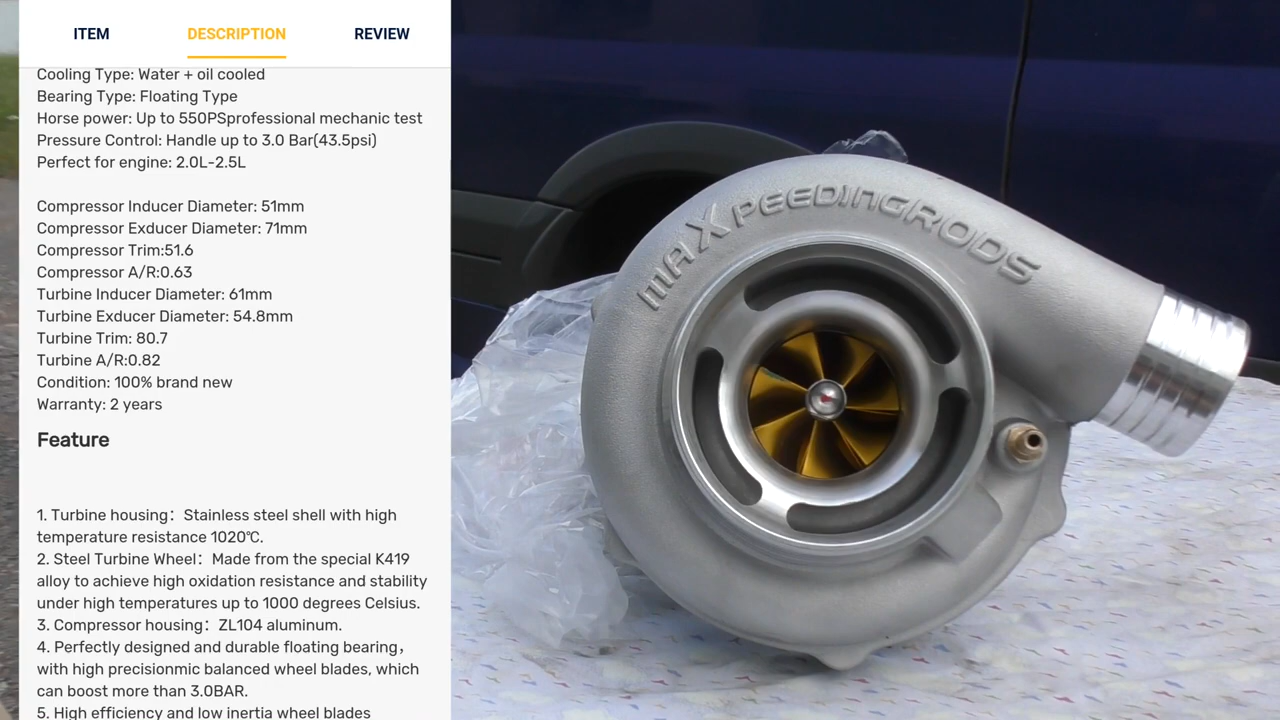 ITEM
DESCRIPTION
REVIEW
Cooling Type: Water + oil cooled
Bearing Type: Floating Type
Horse power: Up to 550PSprofessional mechanic test
Pressure Control: Handle up to 3.0 Bar(43.5psi)
Perfect for engine: 2.0L-2.5L
Compressor Inducer Diameter: 51mm
Compressor Exducer Diameter: 71mm
Compressor Trim:51.6
Compressor A/R:0.63
Turbine Inducer Diameter: 61mm
Turbine Exducer Diameter: 54.8mm
Turbine Trim: 80.7
Turbine A/R:0.82
Condition: 100% brand new
Warranty: 2 years
Feature
1. Turbine housing：Stainless steel shell with high
temperature resistance 1020℃.
2. Steel Turbine Wheel：Made from the special K419
alloy to achieve high oxidation resistance and stability
under high temperatures up to 1000 degrees Celsius.
3. Compressor housing：ZL104 aluminum.
4. Perfectly designed and durable floating bearing，
with high precisionmic balanced wheel blades, which
can boost more than 3.0BAR.
5. High efficiency and low inertia wheel blades
maXpeedingRods